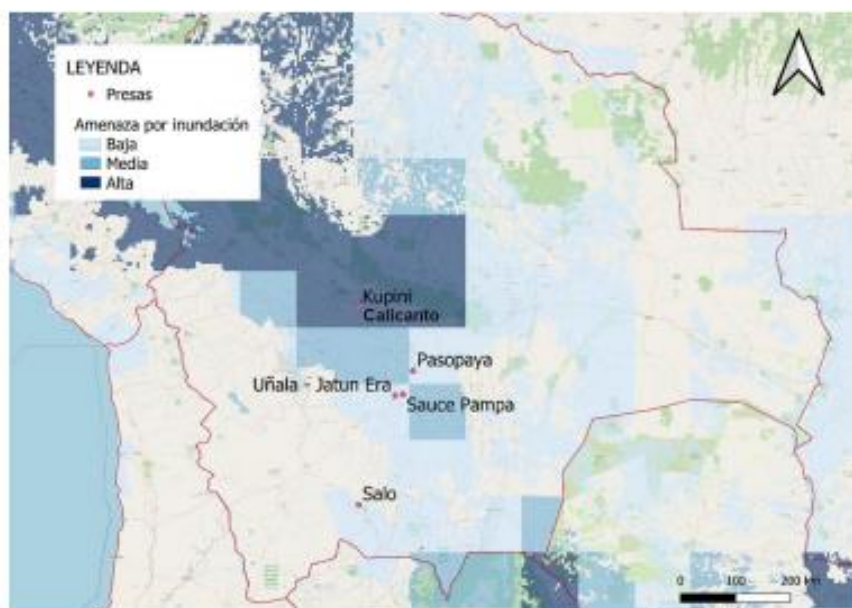 LEYENDA
Presas
Amenaza por inundación
Baja
Media
Alta
Kupini
Calicanto
Pasopaya
Uñala - Jatun Era
Sauce Pampa
Salo
0 100 200 km